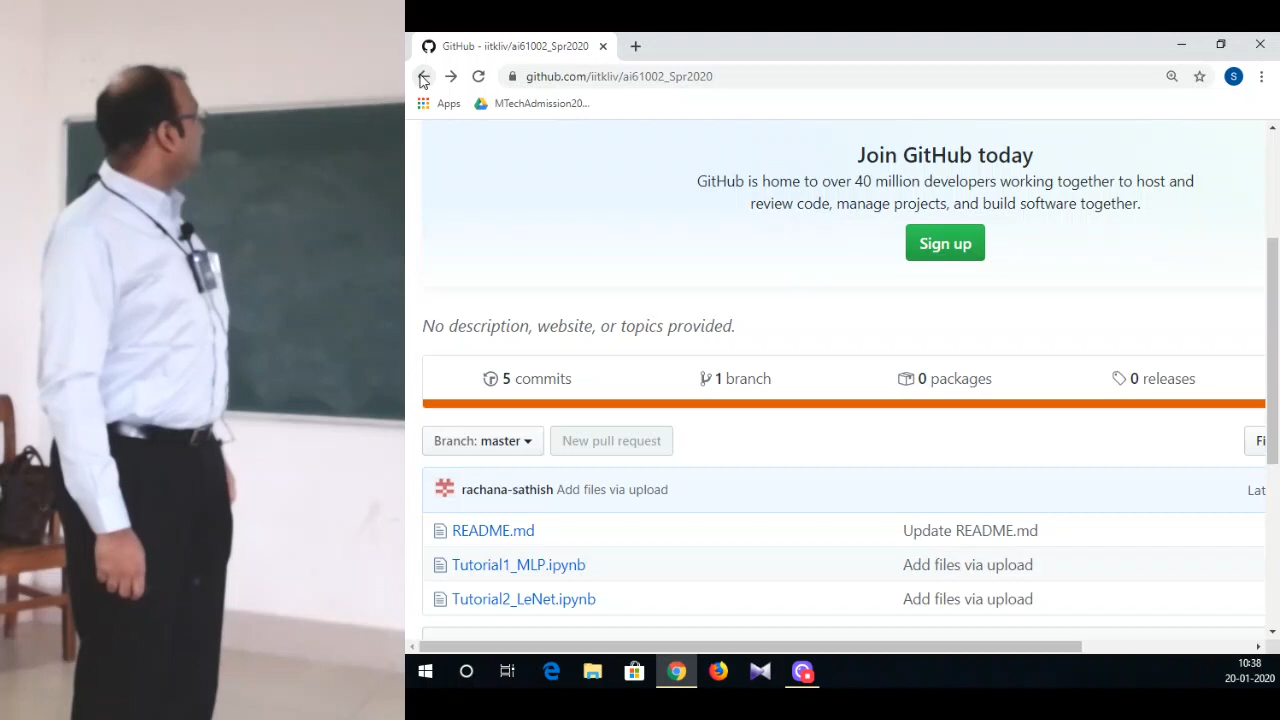 GitHub - iitkliv/ai61002_Spr2020
github.com/iitkliv/ai61002_Spr2020
S
Apps MTechAdmission20...
Join GitHub today
GitHub is home to over 40 million developers working together to host and
review code, manage projects, and build software together.
Sign up
No description, website, or topics provided.
5 commits 1 branch 0 packages 0 releases
Branch: master New pull request Fi
rachana-sathish Add files via upload Lat
README.md Update README.md
Tutorial1_MLP.ipynb Add files via upload
Tutorial2_LeNet.ipynb Add files via upload
10:38
20-01-2020